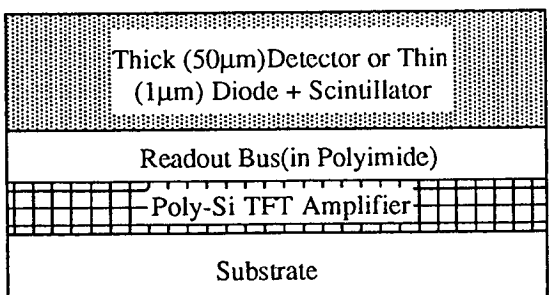 Thick (50μm)Detector or Thin
(1μm) Diode + Scintillator
Readout Bus(in Polyimide)
Poly-Si TFT Amplifier
Substrate